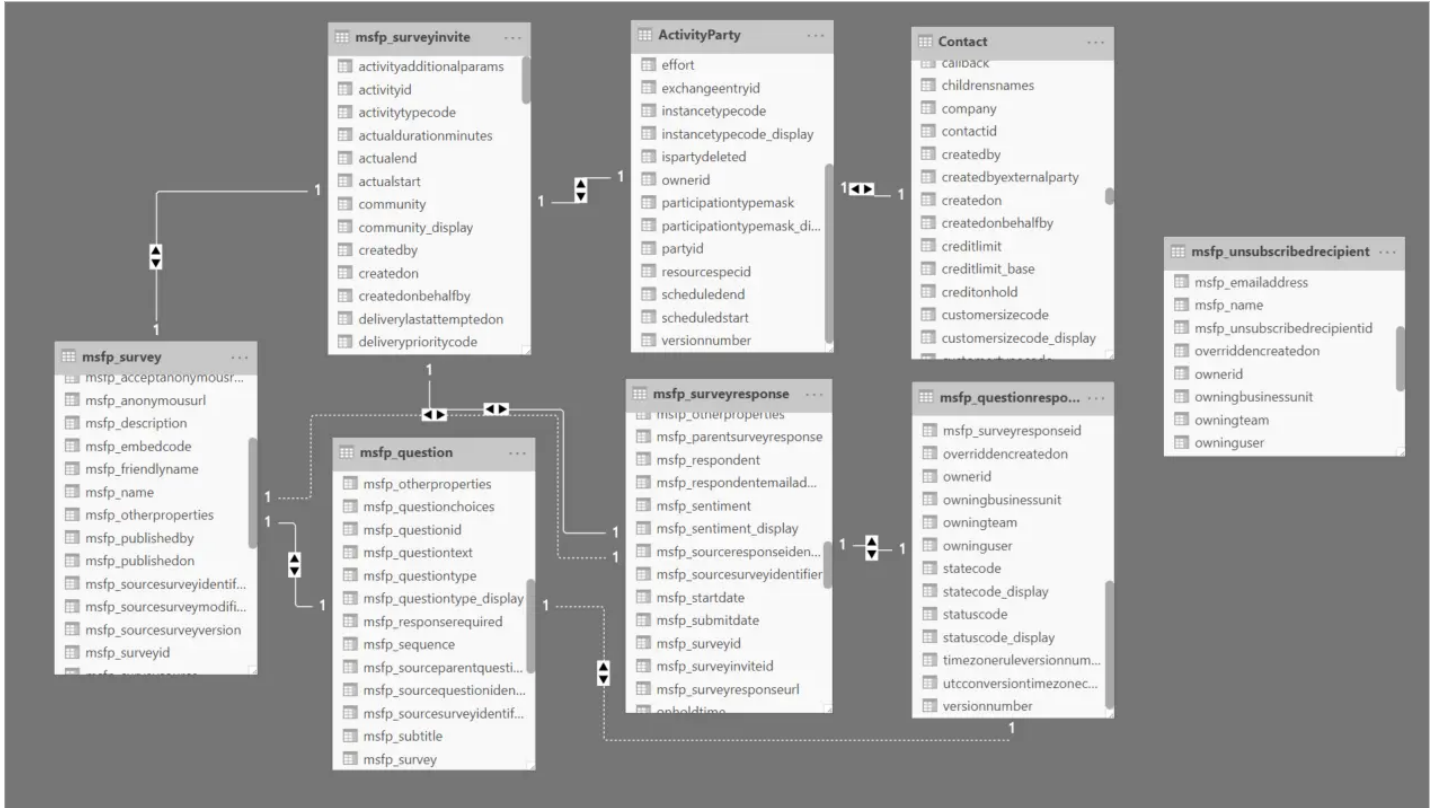 msfp_surveyinvite ...
activityadditionalparams
activityid
activitytypecode
actualdurationminutes
actualend
actualstart
community
community_display
createdby
createdon
createdonbehalfby
deliverylastattemptedon
deliveryprioritycode
ActivityParty ...
effort
exchangeentryid
instancetypecode
instancetypecode_display
ispartydeleted
ownerid
participationtypemask
participationtypemask_di...
partyid
resourcespecid
scheduledend
scheduledstart
versionnumber
Contact ...
callback
childrensnames
company
contactid
createdby
createdbyexternalparty
createdon
createdonbehalfby
creditlimit
creditlimit_base
creditonhold
customersizecode
customersizecode_display
customertypecode
msfp_unsubscribedrecipient ...
msfp_emailaddress
msfp_name
msfp_unsubscribedrecipientid
overriddencreatedon
ownerid
owningbusinessunit
owningteam
owninguser
1
1
1
1
1
1
msfp_survey ...
msfp_acceptanonymousr...
msfp_anonymousurl
msfp_description
msfp_embedcode
msfp_friendlyname
msfp_name
msfp_otherproperties
msfp_publishedby
msfp_publishedon
msfp_sourcesurveyidentif...
msfp_sourcesurveymodifi...
msfp_sourcesurveyversion
msfp_surveyid
1
1
1
msfp_question ...
msfp_otherproperties
msfp_questionchoices
msfp_questionid
msfp_questiontext
msfp_questiontype
msfp_questiontype_display
msfp_responserequired
msfp_sequence
msfp_sourceparentquesti...
msfp_sourcequestioniden...
msfp_sourcesurveyidentif...
msfp_subtitle
msfp_survey
1
1
1
1
msfp_surveyresponse ...
msfp_otherproperties
msfp_parentsurveyresponse
msfp_respondent
msfp_respondentemailad...
msfp_sentiment
msfp_sentiment_display
msfp_sourceresponseiden...
msfp_sourcesurveyidentifier
msfp_startdate
msfp_submitdate
msfp_surveyid
msfp_surveyinviteid
msfp_surveyresponseurl
onholdtime
1
1
msfp_questionrespo... ...
msfp_surveyresponseid
overriddencreatedon
ownerid
owningbusinessunit
owningteam
owninguser
statecode
statecode_display
statuscode
statuscode_display
timezoneruleversionnum...
utcconversiontimezonec...
versionnumber
1